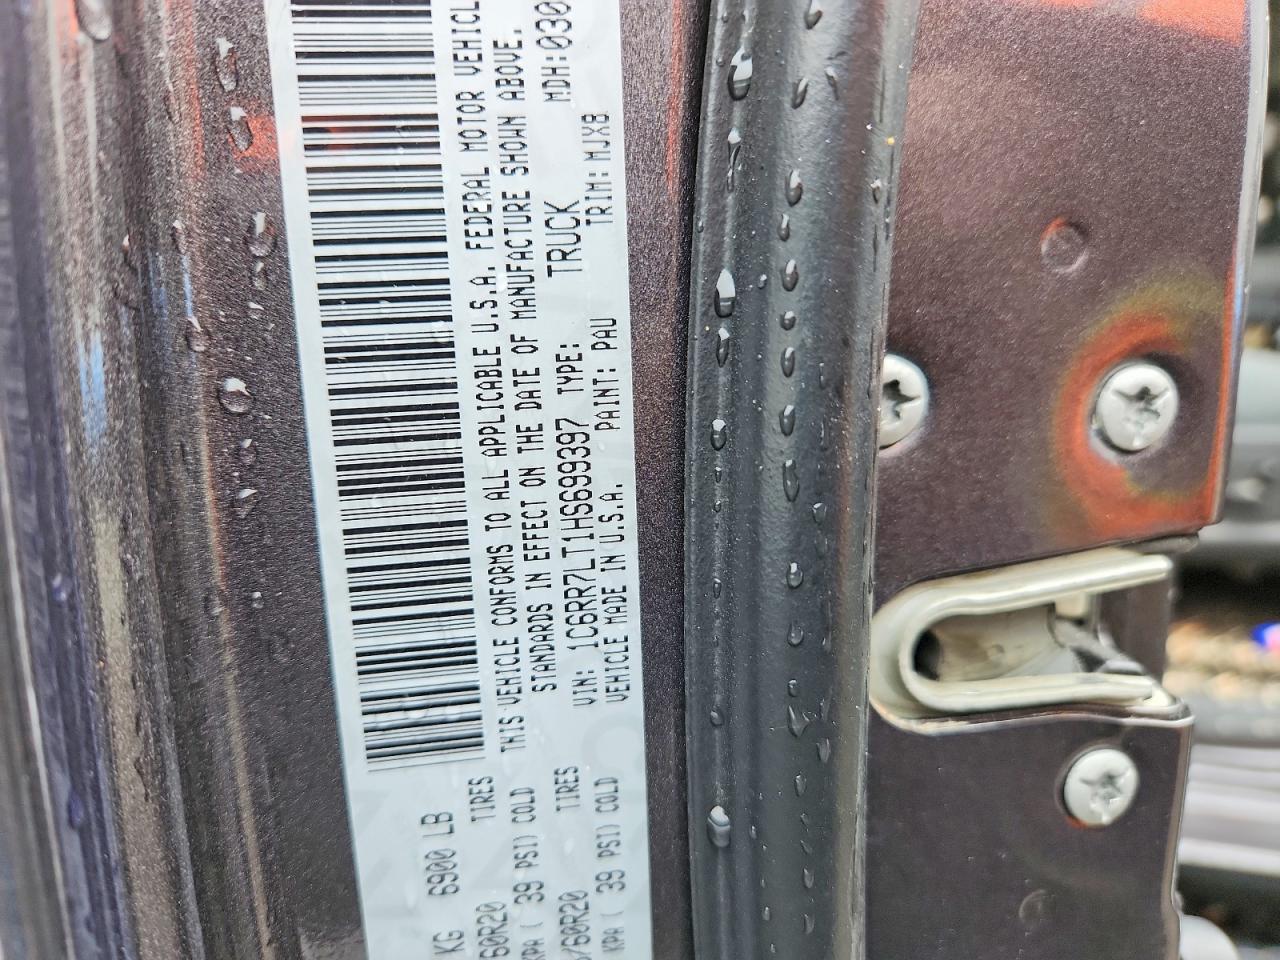 KG 6900 LB
60R20 TIRES
KPA ( 39 PSI) COLD
/60R20 TIRES
KPA ( 39 PSI) COLD
THIS VEHICLE CONFORMS TO ALL APPLICABLE U.S.A. FEDERAL MOTOR VEHICL
STANDARDS IN EFFECT ON THE DATE OF MANUFACTURE SHOWN ABOVE.
VIN: 1C6RR7LT1HS699397 TYPE: TRUCK MDH:030
VEHICLE MADE IN U.S.A. PAINT: PAU TRIM: MJX8